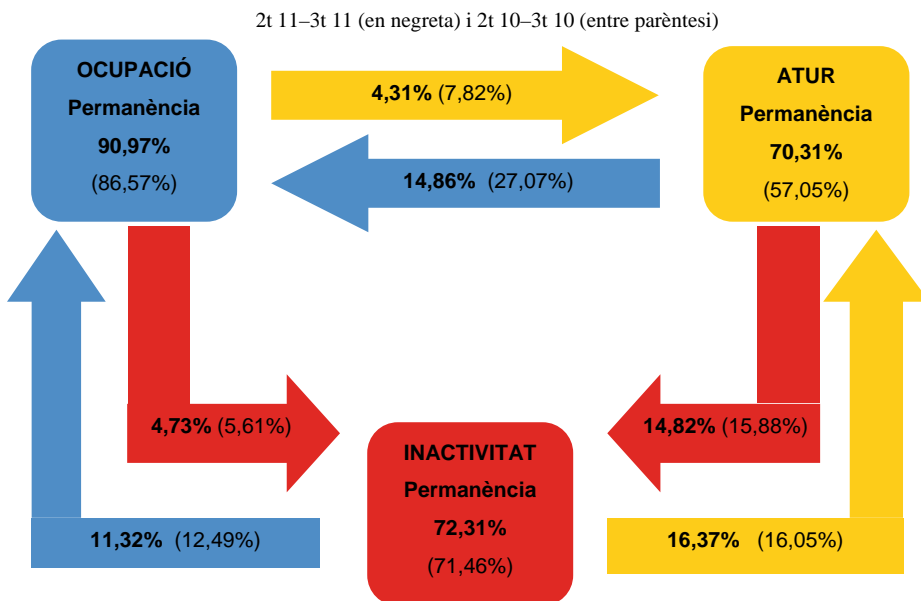 2t 11–3t 11 (en negreta) i 2t 10–3t 10 (entre parèntesi)
OCUPACIÓ
Permanència
90,97%
(86,57%)
4,31% (7,82%)
14,86% (27,07%)
ATUR
Permanència
70,31%
(57,05%)
4,73% (5,61%)
14,82% (15,88%)
INACTIVITAT
Permanència
72,31%
(71,46%)
11,32% (12,49%)
16,37% (16,05%)